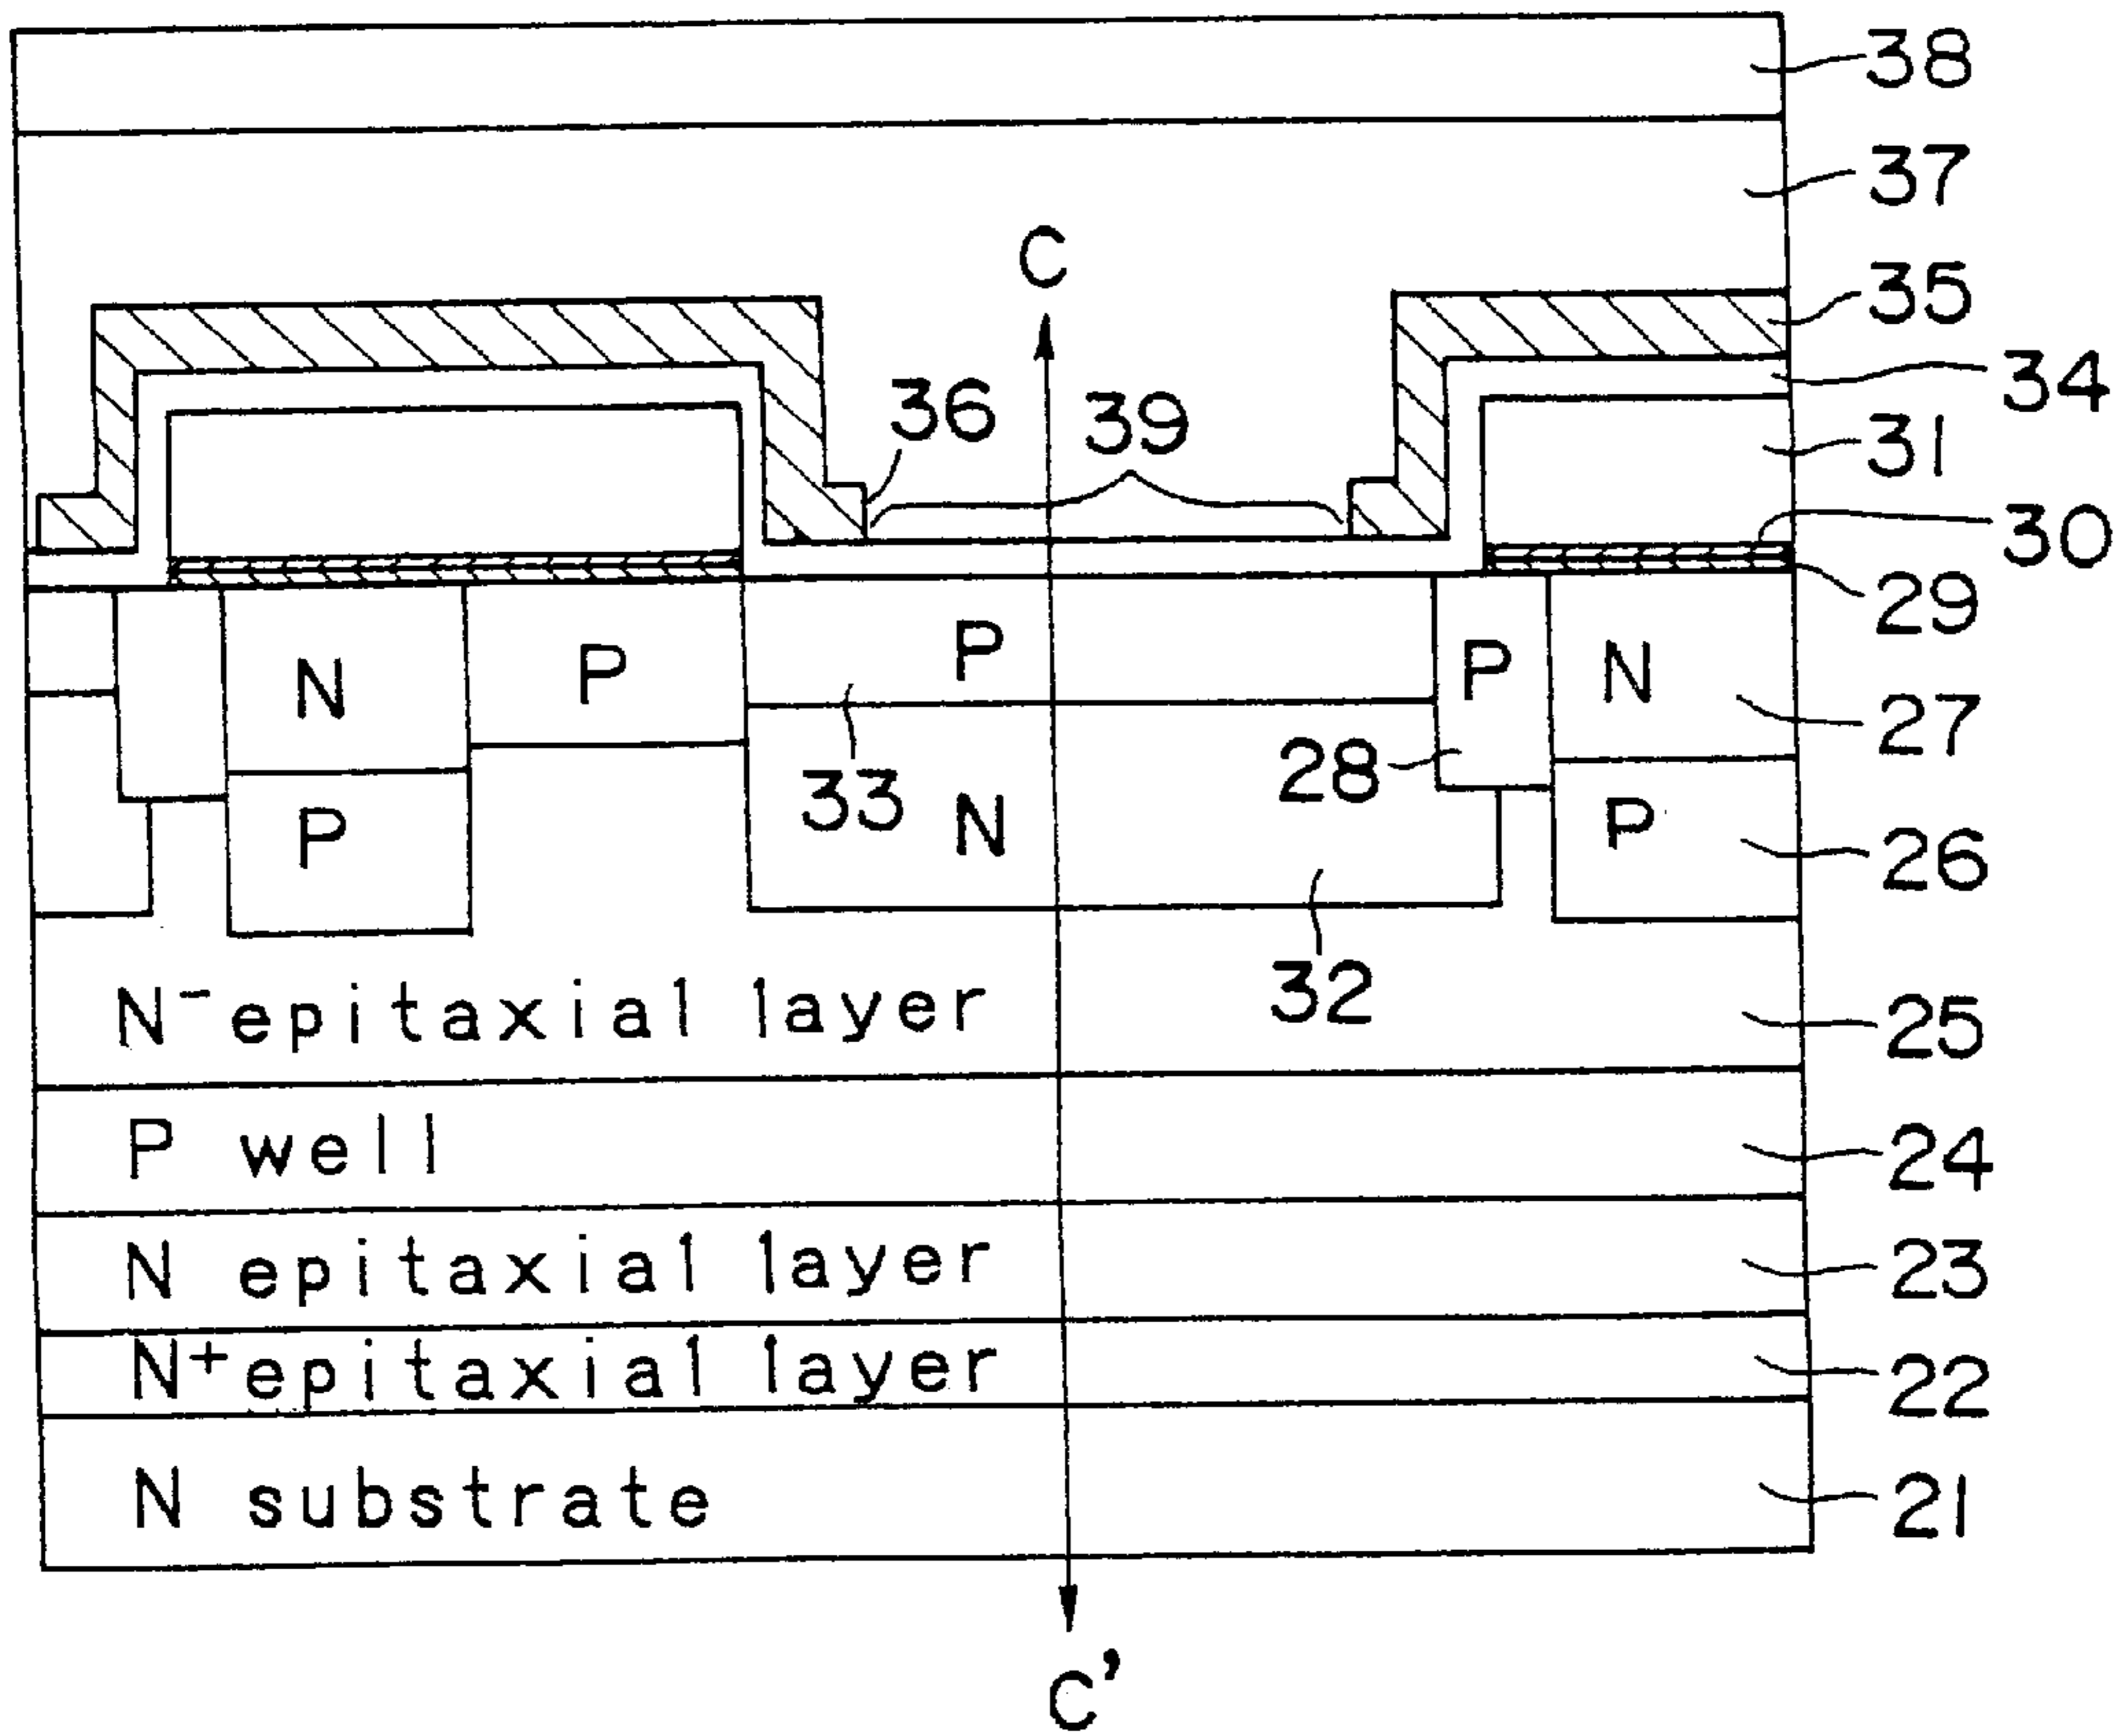 38
37
C
35
34
36
39
31
30
29
N
P
P
P
N
27
28
33
P
N
P
26
32
N⁻ epitaxial layer
25
P well
24
N epitaxial layer
23
N⁺ epitaxial layer
22
N substrate
21
C'